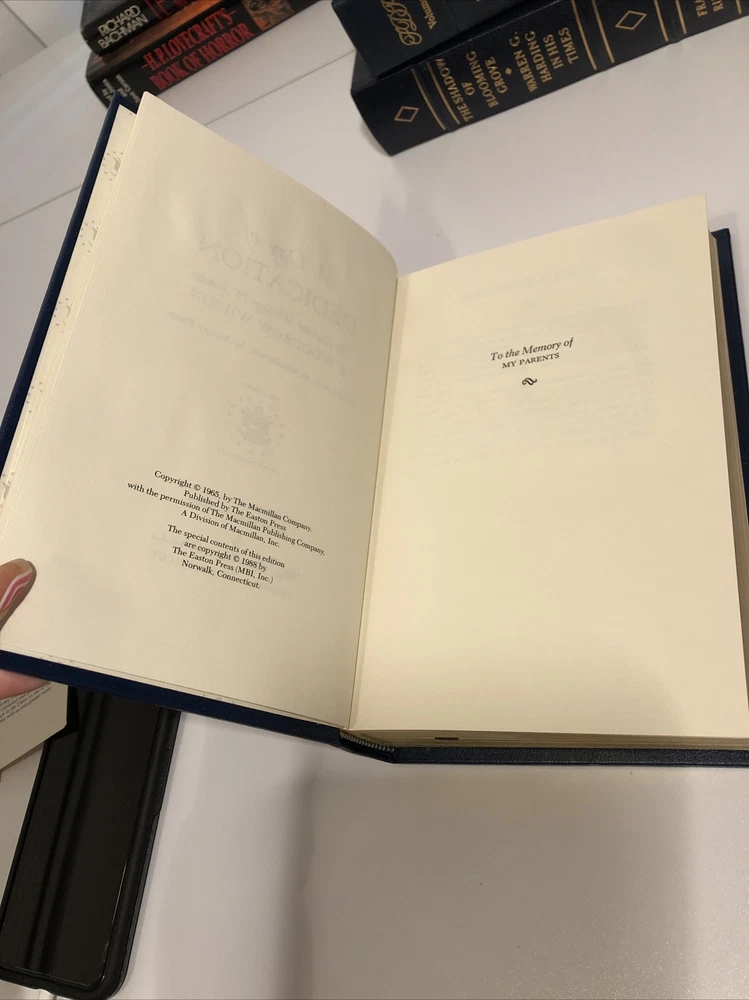 RICHARD
BACHMAN
H.P. LOVECRAFT'S
BOOK OF HORROR
THE SHADOW
OF
BLOOMING
GROVE
WARREN G.
HARDING
IN HIS
TIMES
A Day of
DEDICATION
Copyright © 1965, by The Macmillan Company.
Published by The Easton Press
with the permission of The Macmillan Publishing Company,
A Division of Macmillan, Inc.
The special contents of this edition
are copyright © 1988 by
The Easton Press (MBI, Inc.)
Norwalk, Connecticut.
To the Memory of
MY PARENTS